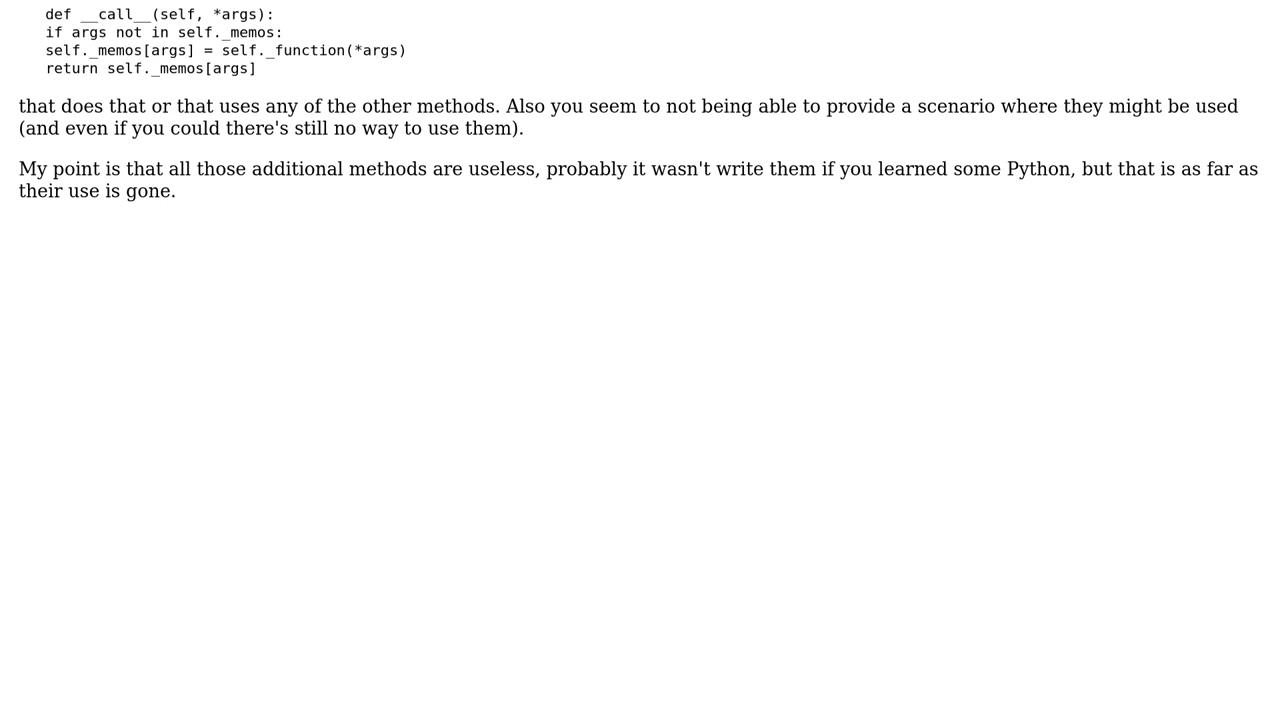 def __call__(self, *args):
if args not in self._memos:
self._memos[args] = self._function(*args)
return self._memos[args]
that does that or that uses any of the other methods. Also you seem to not being able to provide a scenario where they might be used
(and even if you could there's still no way to use them).
My point is that all those additional methods are useless, probably it wasn't write them if you learned some Python, but that is as far as
their use is gone.